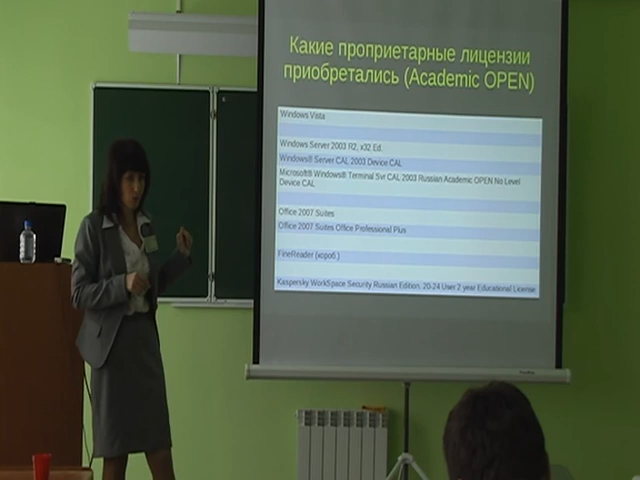 Какие проприетарные лицензии
приобретались (Academic OPEN)
Windows Vista
Windows Server 2003 R2, x32 Ed.
Windows® Server CAL 2003 Device CAL
Microsoft® Windows® Terminal Svr CAL 2003 Russian Academic OPEN No Level
Device CAL
Office 2007 Suites
Office 2007 Suites Office Professional Plus
FineReader (короб.)
Kaspersky WorkSpace Security Russian Edition. 20-24 User 2 year Educational License